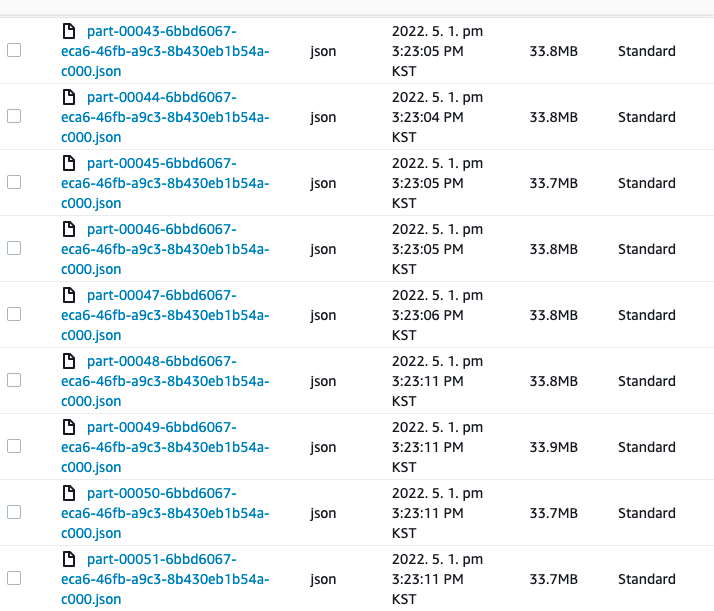 part-00043-6bbd6067-
eca6-46fb-a9c3-8b430eb1b54a-
c000.json
json
2022. 5. 1. pm
3:23:05 PM
KST
33.8MB
Standard
part-00044-6bbd6067-
eca6-46fb-a9c3-8b430eb1b54a-
c000.json
json
2022. 5. 1. pm
3:23:04 PM
KST
33.8MB
Standard
part-00045-6bbd6067-
eca6-46fb-a9c3-8b430eb1b54a-
c000.json
json
2022. 5. 1. pm
3:23:05 PM
KST
33.7MB
Standard
part-00046-6bbd6067-
eca6-46fb-a9c3-8b430eb1b54a-
c000.json
json
2022. 5. 1. pm
3:23:05 PM
KST
33.8MB
Standard
part-00047-6bbd6067-
eca6-46fb-a9c3-8b430eb1b54a-
c000.json
json
2022. 5. 1. pm
3:23:06 PM
KST
33.8MB
Standard
part-00048-6bbd6067-
eca6-46fb-a9c3-8b430eb1b54a-
c000.json
json
2022. 5. 1. pm
3:23:11 PM
KST
33.8MB
Standard
part-00049-6bbd6067-
eca6-46fb-a9c3-8b430eb1b54a-
c000.json
json
2022. 5. 1. pm
3:23:11 PM
KST
33.9MB
Standard
part-00050-6bbd6067-
eca6-46fb-a9c3-8b430eb1b54a-
c000.json
json
2022. 5. 1. pm
3:23:11 PM
KST
33.7MB
Standard
part-00051-6bbd6067-
eca6-46fb-a9c3-8b430eb1b54a-
c000.json
json
2022. 5. 1. pm
3:23:11 PM
KST
33.7MB
Standard